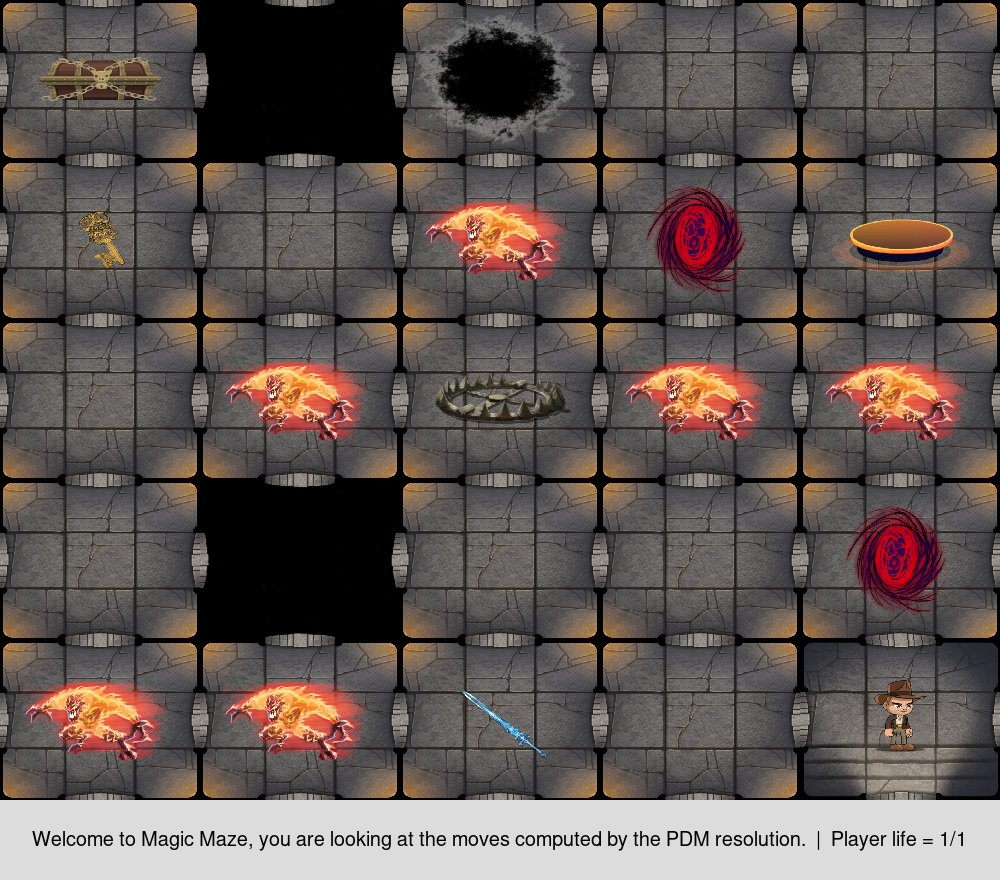 Welcome to Magic Maze, you are looking at the moves computed by the PDM resolution.  |  Player life = 1/1